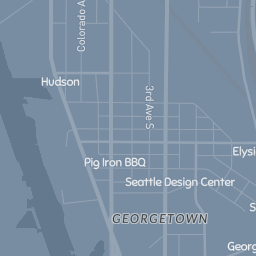 Colorado A
Hudson
3rd Ave S
Elysi
Pig Iron BBQ
Seattle Design Center
S
GEORGETOWN
Georg